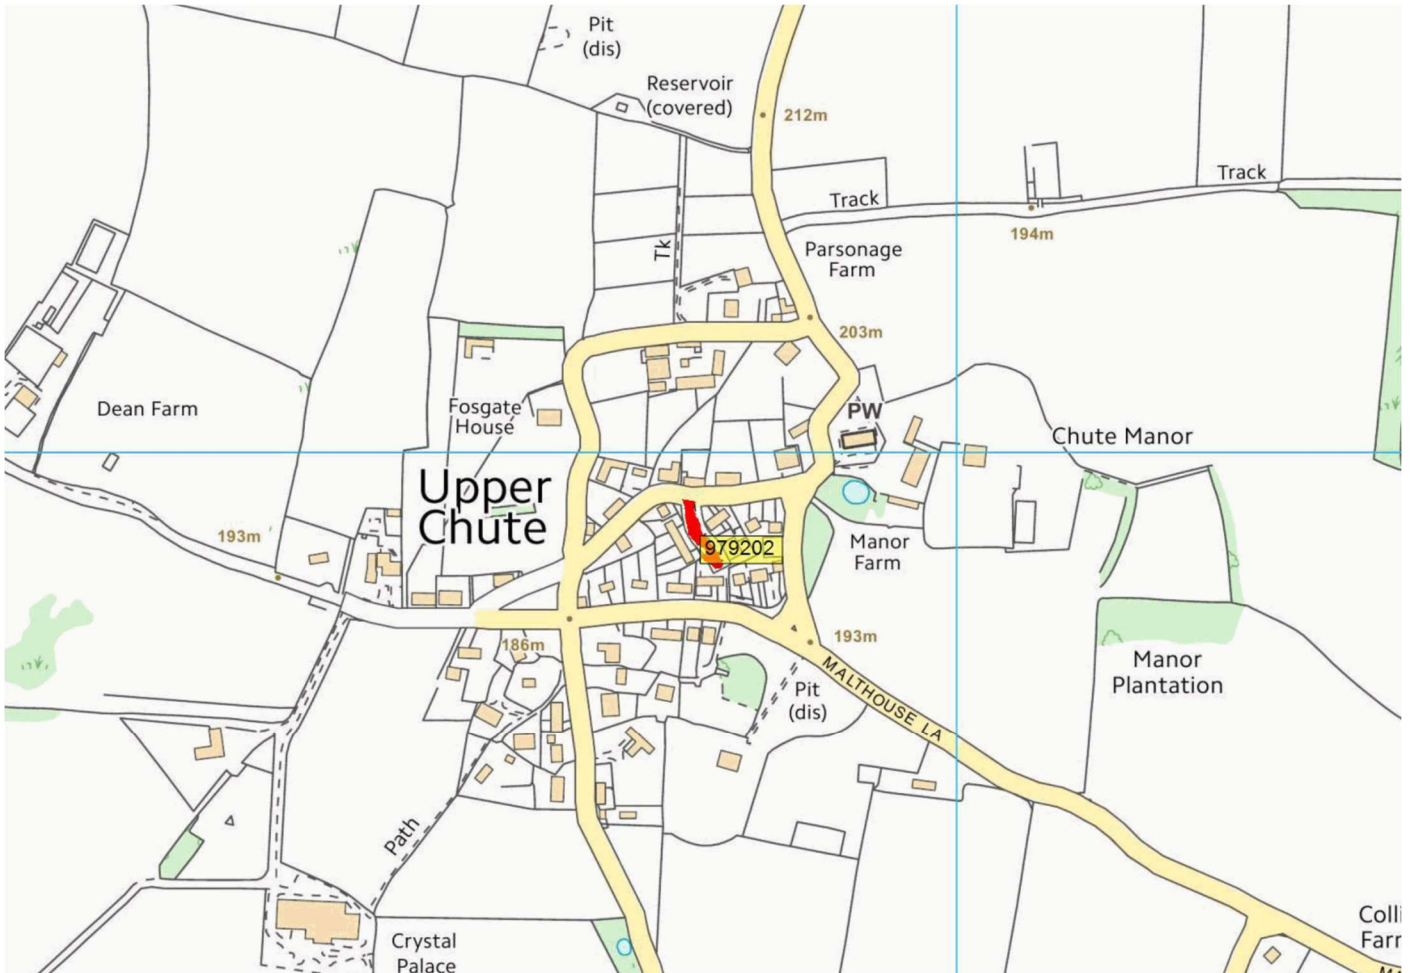 Pit
(dis)
Reservoir
(covered)
212m
Track
Track
194m
Tk
Parsonage
Farm
203m
Dean Farm
Fosgate
House
PW
Chute Manor
Upper
Chute
193m
979202
Manor
Farm
186m
193m
MALTHOUSE LA
Pit
(dis)
Manor
Plantation
Path
Crystal
Palace
Colli
Farr